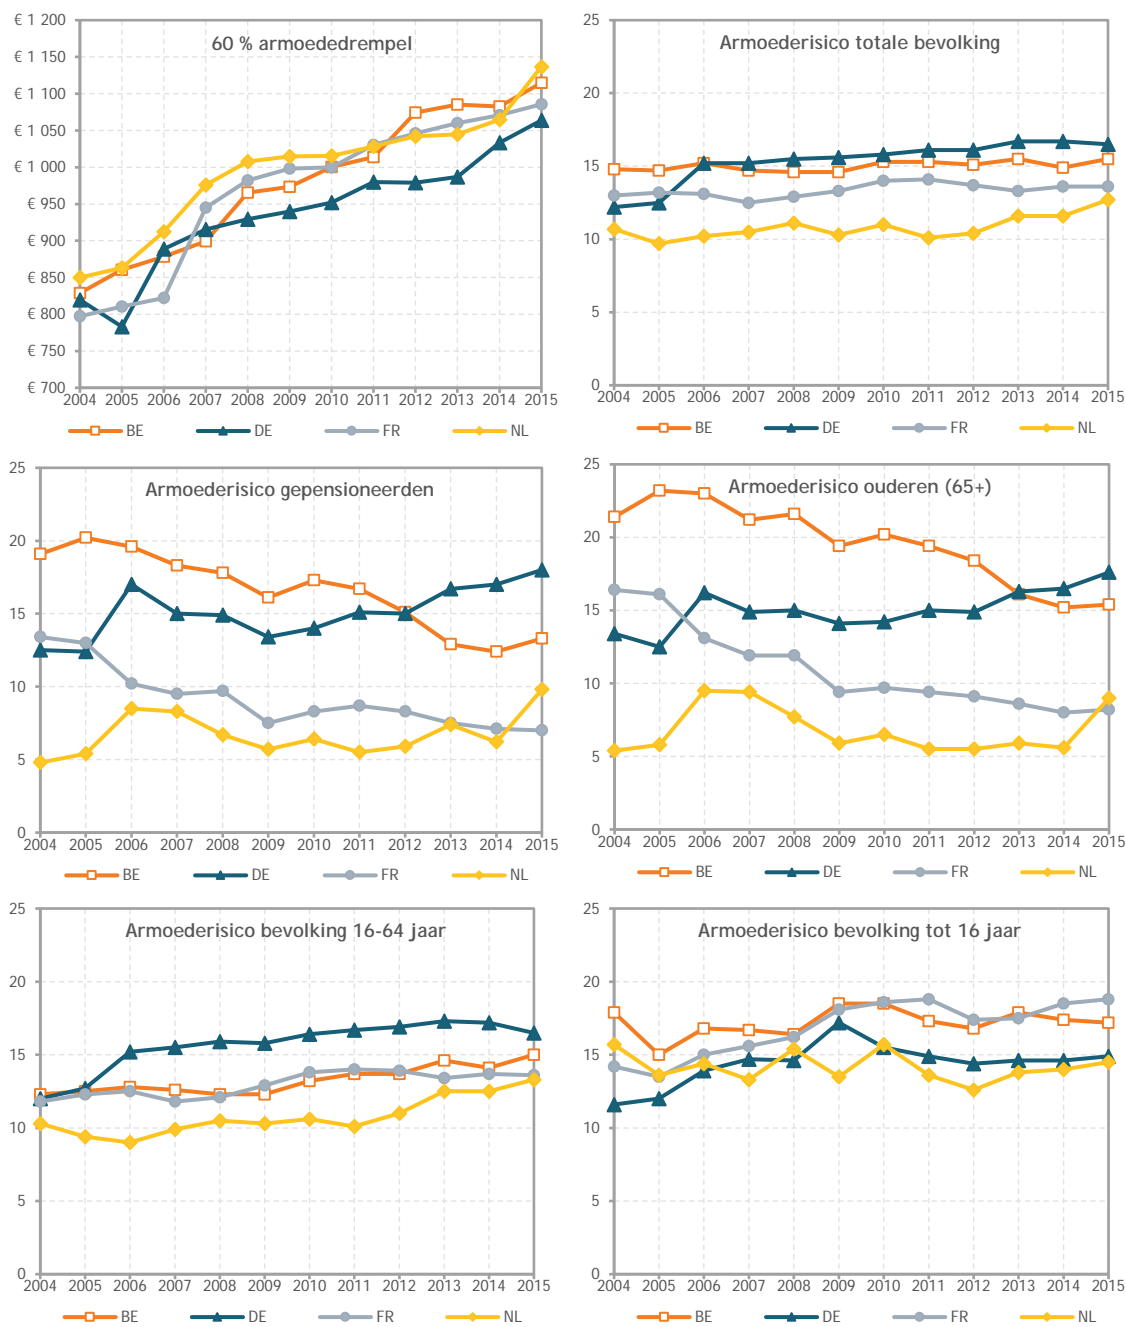 60 % armoededrempel
€ 1 200
€ 1 150
€ 1 100
€ 1 050
€ 1 000
€ 950
€ 900
€ 850
€ 800
€ 750
€ 700
2004 2005 2006 2007 2008 2009 2010 2011 2012 2013 2014 2015
BE DE FR NL
Armoederisico totale bevolking
25
20
15
10
5
0
2004 2005 2006 2007 2008 2009 2010 2011 2012 2013 2014 2015
BE DE FR NL
Armoederisico gepensioneerden
25
20
15
10
5
0
2004 2005 2006 2007 2008 2009 2010 2011 2012 2013 2014 2015
BE DE FR NL
Armoederisico ouderen (65+)
25
20
15
10
5
0
2004 2005 2006 2007 2008 2009 2010 2011 2012 2013 2014 2015
BE DE FR NL
Armoederisico bevolking 16-64 jaar
25
20
15
10
5
0
2004 2005 2006 2007 2008 2009 2010 2011 2012 2013 2014 2015
BE DE FR NL
Armoederisico bevolking tot 16 jaar
25
20
15
10
5
0
2004 2005 2006 2007 2008 2009 2010 2011 2012 2013 2014 2015
BE DE FR NL